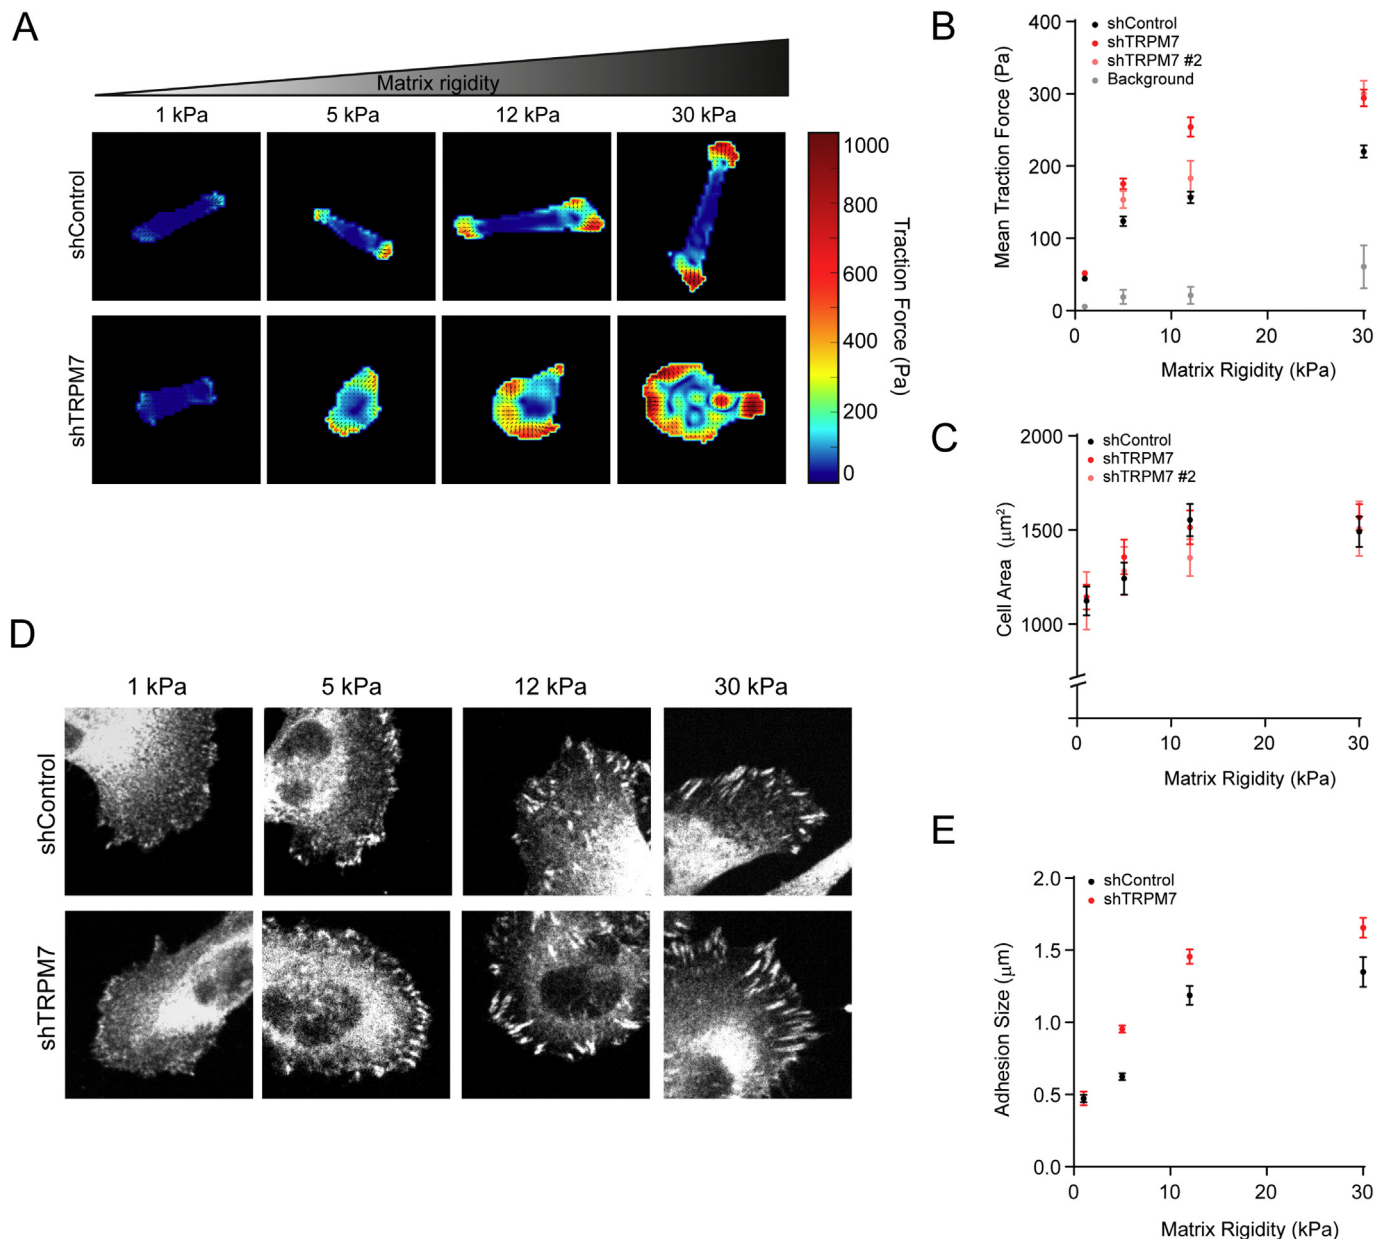 A
Matrix rigidity
1 kPa 5 kPa 12 kPa 30 kPa
shControl
shTRPM7
1000
800
600
400
200
0
Traction Force (Pa)
B
shControl
shTRPM7
shTRPM7 #2
Background
400
300
200
100
0
Mean Traction Force (Pa)
0 10 20 30
Matrix Rigidity (kPa)
C
shControl
shTRPM7
shTRPM7 #2
2000
1500
1000
Cell Area (μm²)
0 10 20 30
Matrix Rigidity (kPa)
D
1 kPa 5 kPa 12 kPa 30 kPa
shControl
shTRPM7
E
shControl
shTRPM7
2.0
1.5
1.0
0.5
0.0
Adhesion Size (μm)
0 10 20 30
Matrix Rigidity (kPa)